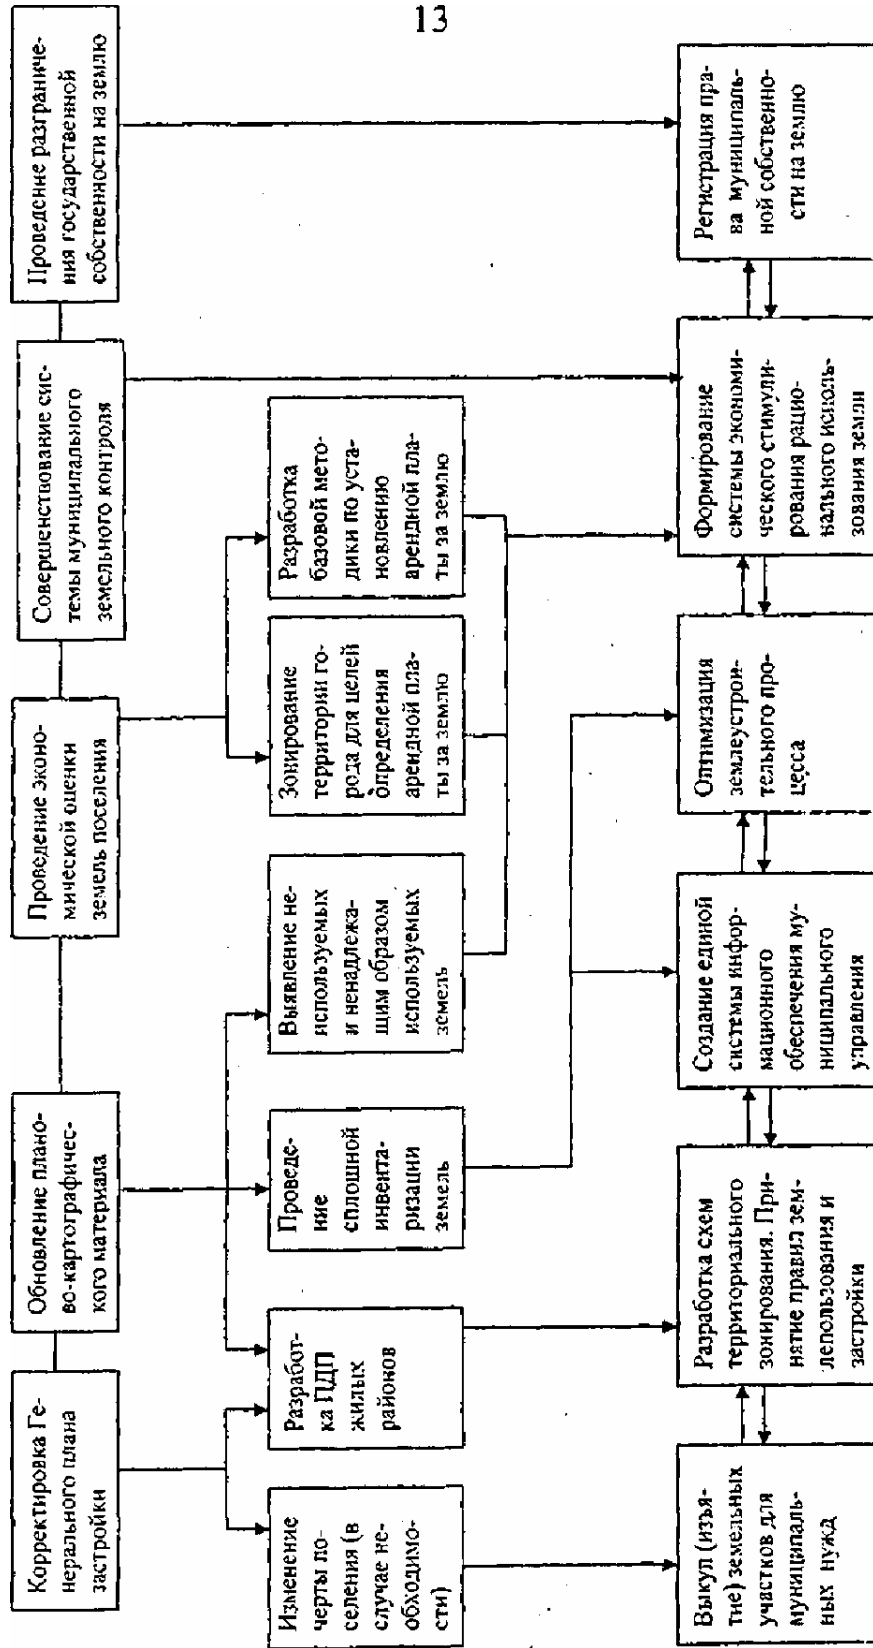 13
Корректировка Ге-
нерального плана
застройки
Обновление плано-
во-картографичес-
кого материала
Проведение эконо-
мической оценки
земель поселения
Совершенствование сис-
темы муниципального
земельного контроля
Проведение разграниче-
ния государственной
собственности на землю
Изменение
черты по-
селения (в
случае не-
обходимо-
сти)
Разработ-
ка ПДП
жилых
районов
Проведе-
ние
сплошной
инвента-
ризации
земель
Выявление не-
используемых
и ненадлежа-
щим образом
используемых
земель
Зонирование
территории го-
рода для целей
определения
арендной пла-
ты за землю
Разработка
базовой мето-
дики по уста-
новлению
арендной пла-
ты за землю
Выкуп (изъя-
тие) земельных
участков для
муниципаль-
ных нужд
Разработка схем
территориального
зонирования. При-
нятие правил зем-
лепользования и
застройки
Создание единой
системы инфор-
мационного
обеспечения му-
ниципального
управления
Оптимизация
землеустрои-
тельного про-
цесса
Формирование
системы экономи-
ческого стимули-
рования рацио-
нального исполь-
зования земли
Регистрация пра-
ва муниципаль-
ной собственно-
сти на землю